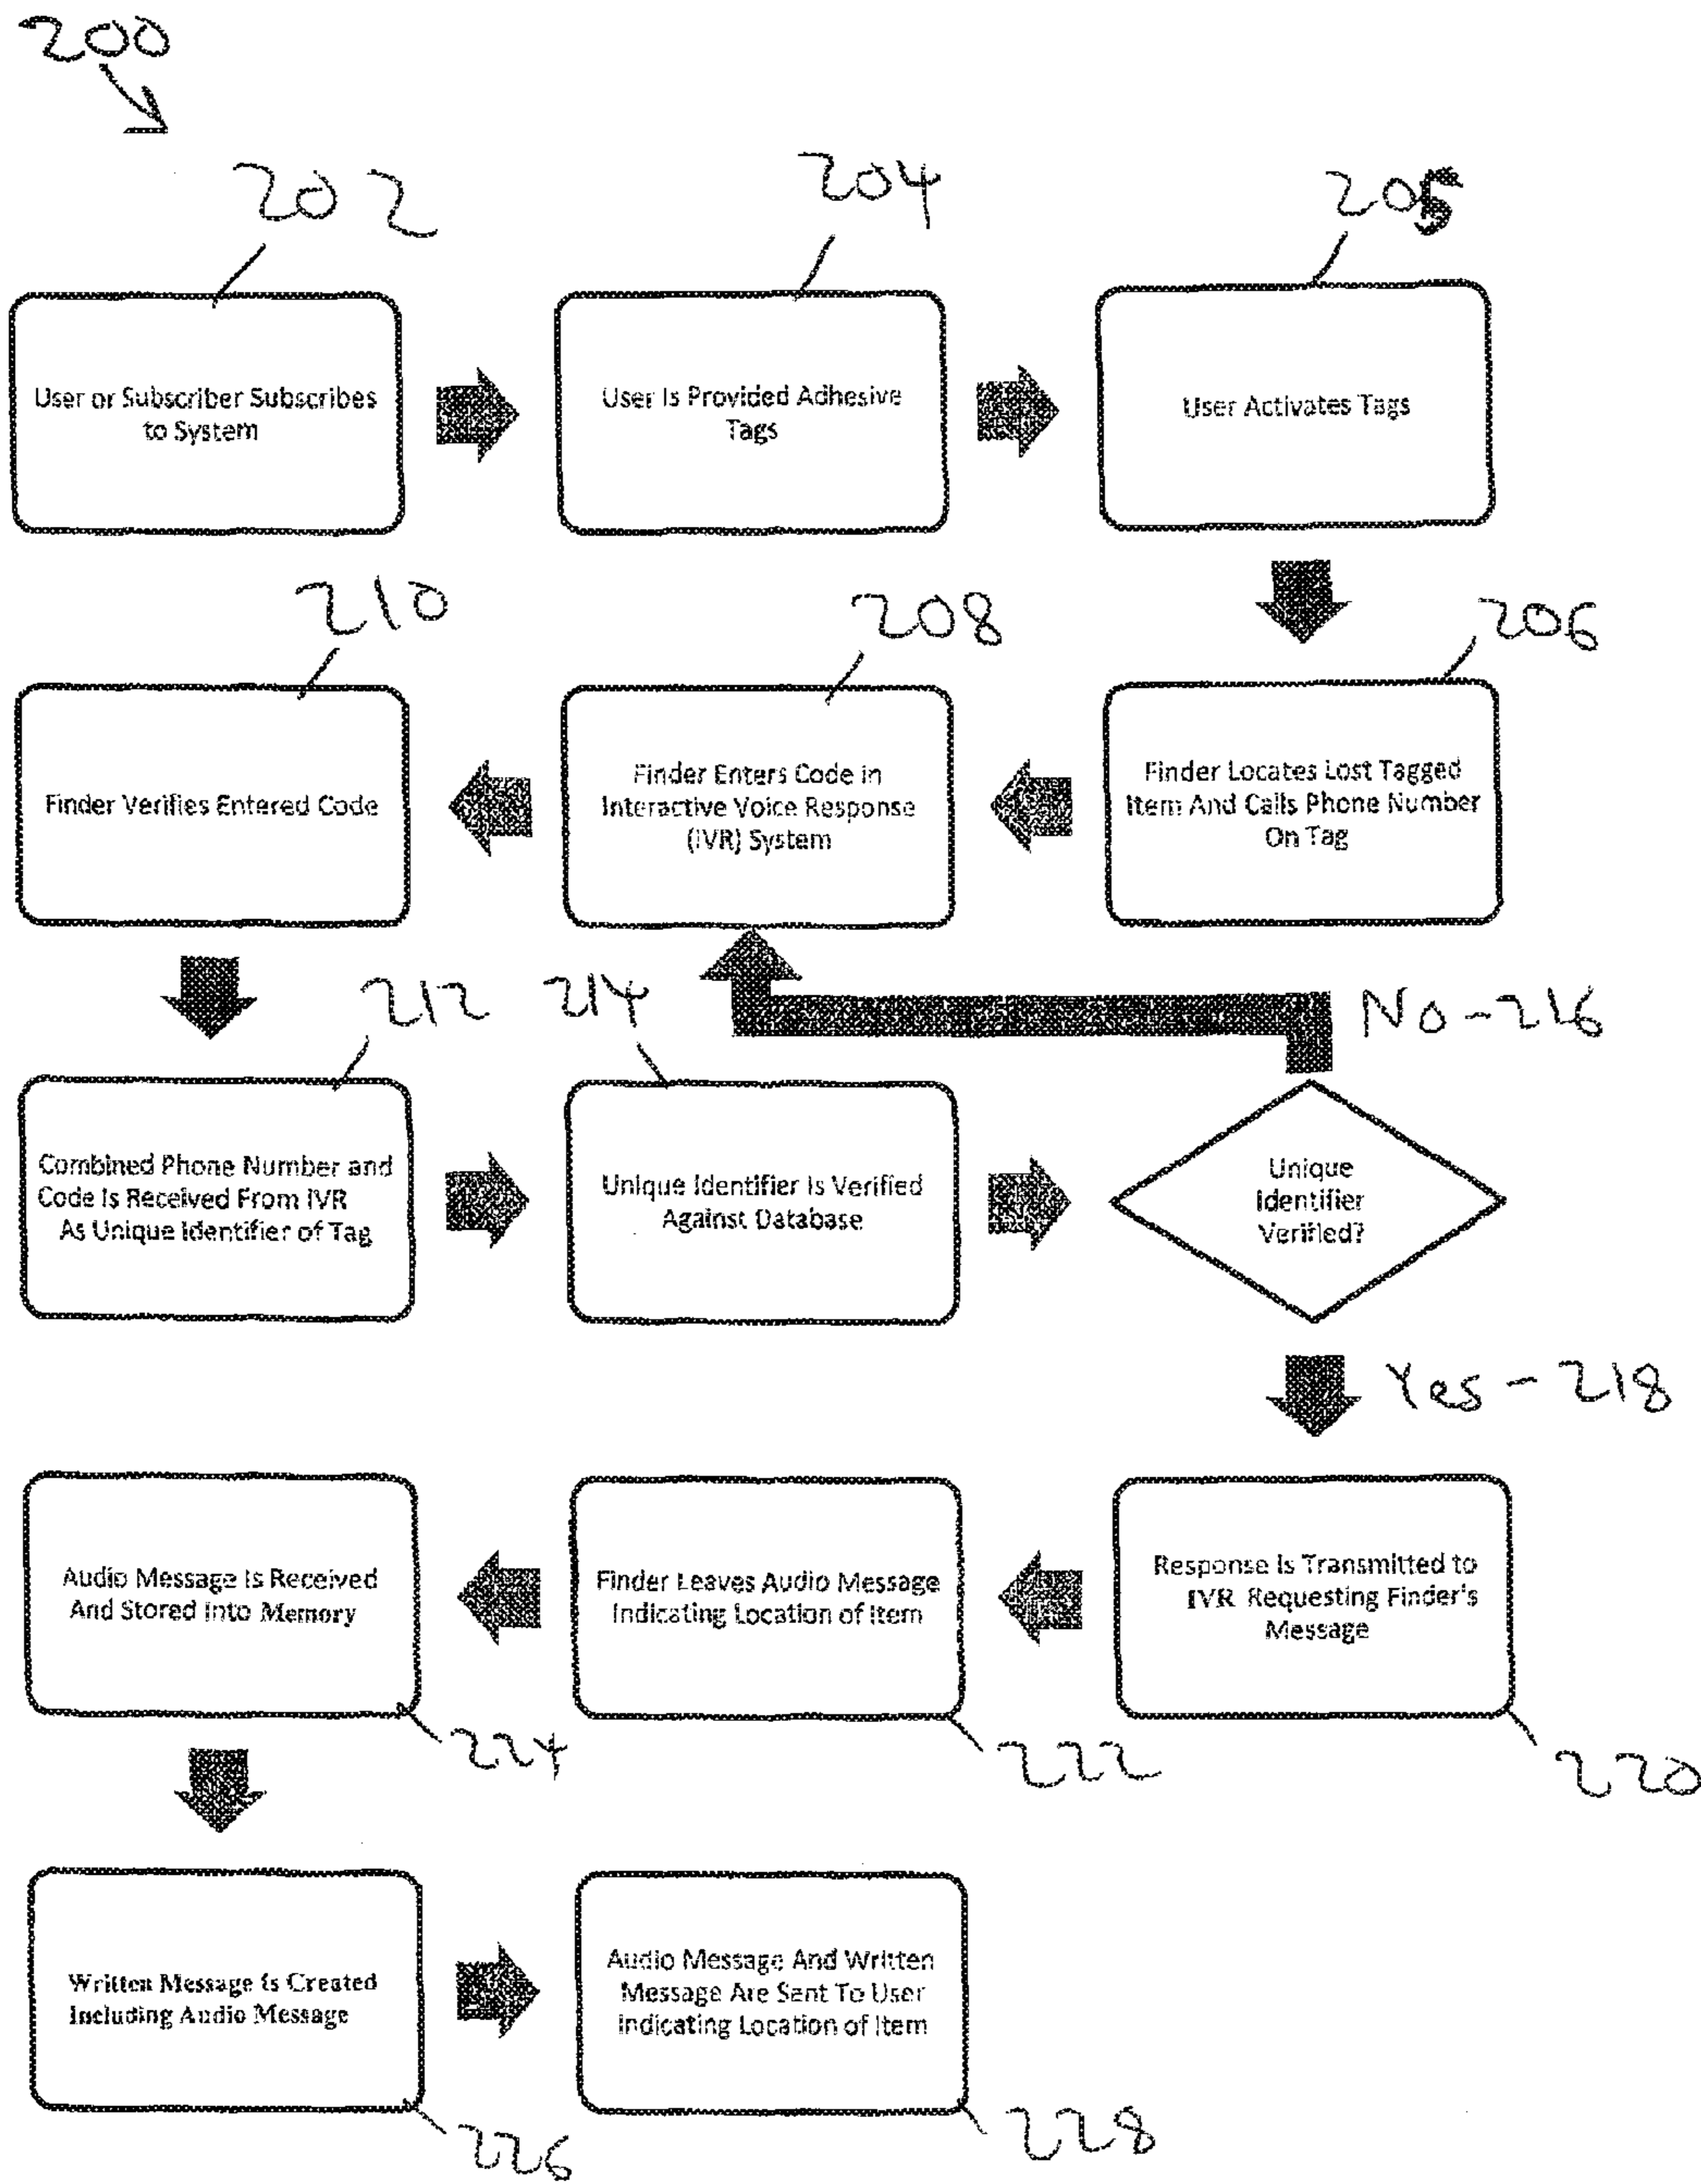 200
202
204
205
User or Subscriber Subscribes
to System
User Is Provided Adhesive
Tags
User Activates Tags
210
208
206
Finder Verifies Entered Code
Finder Enters Code in
Interactive Voice Response
(IVR) System
Finder Locates Lost Tagged
Item And Calls Phone Number
On Tag
212
214
No - 216
Combined Phone Number and
Code Is Received From IVR
As Unique Identifier of Tag
Unique Identifier Is Verified
Against Database
Unique
Identifier
Verified?
Yes - 218
Audio Message Is Received
And Stored Into Memory
Finder Leaves Audio Message
Indicating Location of Item
Response Is Transmitted to
IVR Requesting Finder's
Message
224
222
220
Written Message Is Created
Including Audio Message
Audio Message And Written
Message Are Sent To User
Indicating Location of Item
226
228